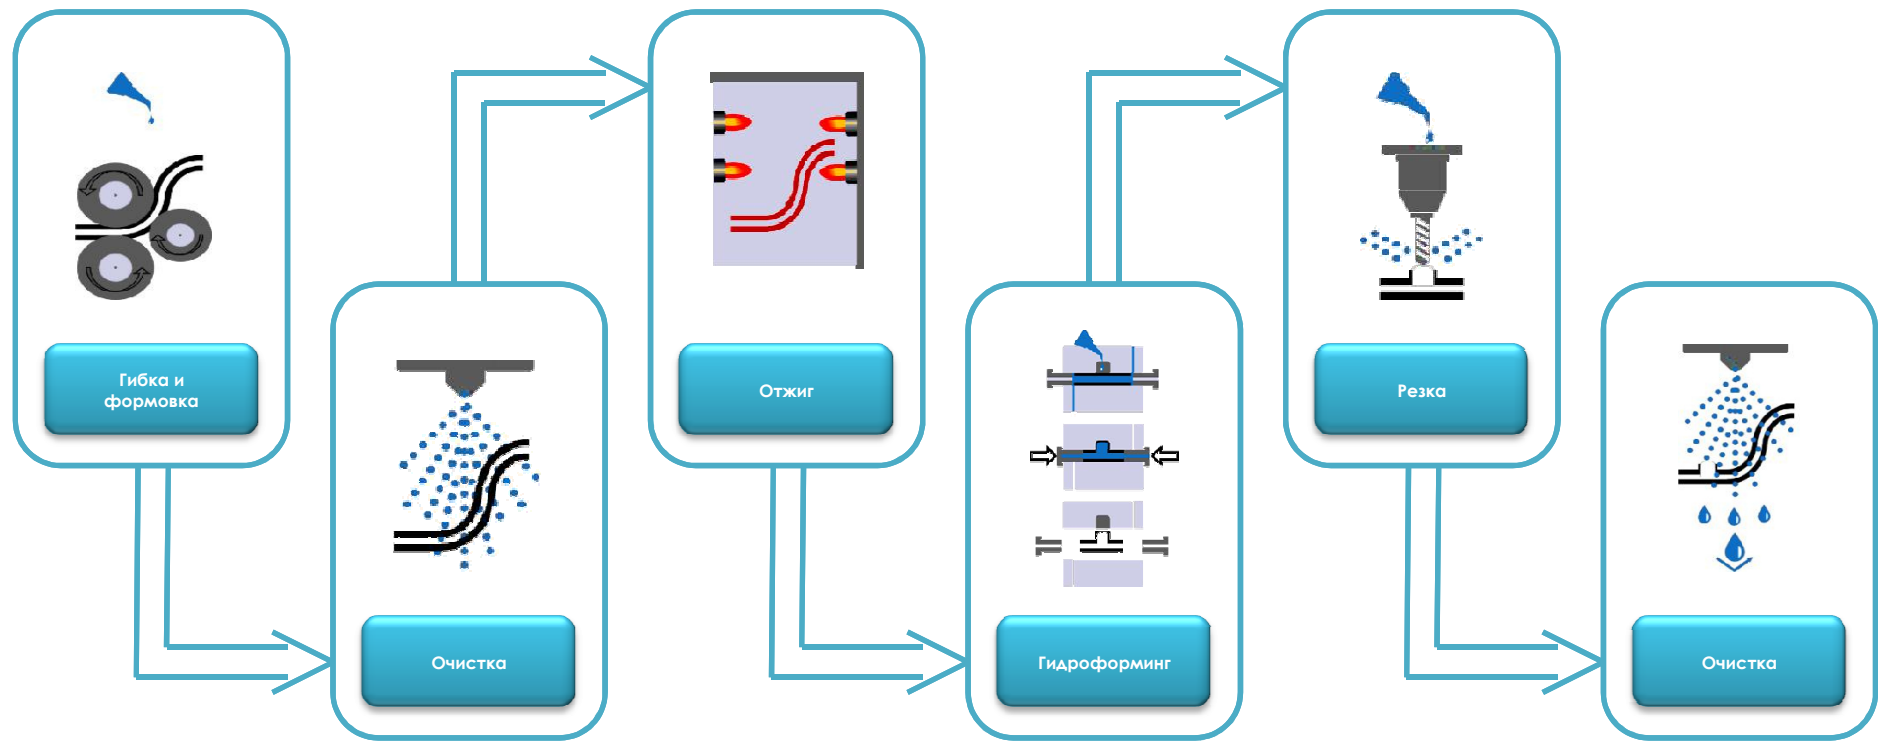 Гибка и
формовка
Очистка
Отжиг
Гидроформинг
Резка
Очистка